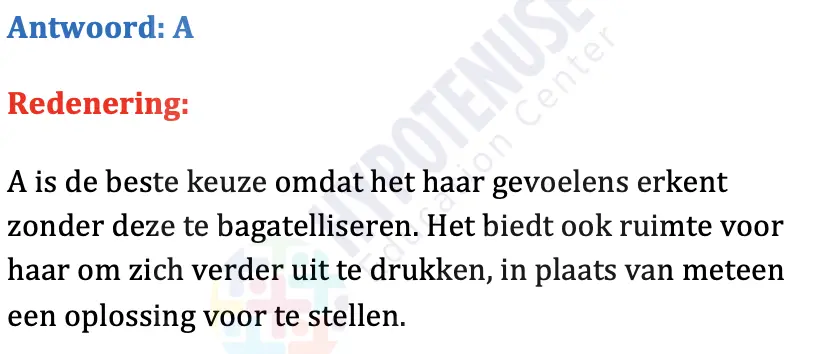 Antwoord: A
Redenering:
A is de beste keuze omdat het haar gevoelens erkent
zonder deze te bagatelliseren. Het biedt ook ruimte voor
haar om zich verder uit te drukken, in plaats van meteen
een oplossing voor te stellen.
HYPOTENUSE
Education Center